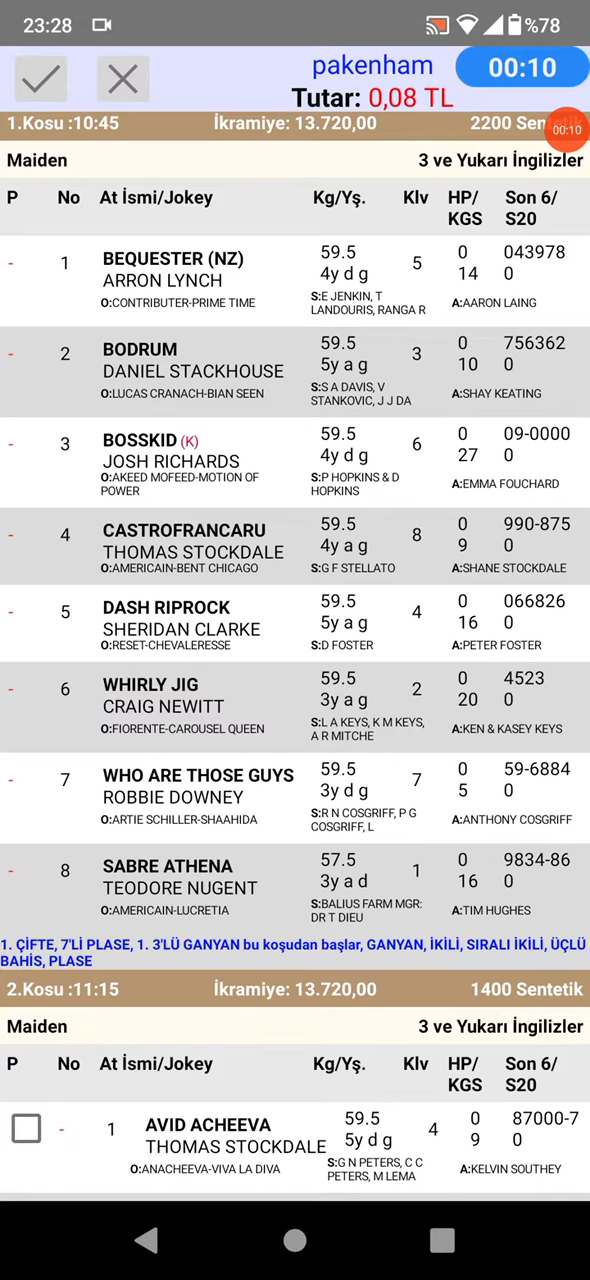 23:28 %78
pakenham 00:10
Tutar: 0,08 TL
1.Kosu :10:45 İkramiye: 13.720,00 2200 Sen
00:10
Maiden 3 ve Yukarı İngilizler
P No At İsmi/Jokey Kg/Yş. Klv HP/ Son 6/
KGS S20
- 1 BEQUESTER (NZ) 59.5 5 0 043978
ARRON LYNCH 4y d g 14 0
O:CONTRIBUTER-PRIME TIME S:E JENKIN, T A:AARON LAING
LANDOURIS, RANGA R
- 2 BODRUM 59.5 3 0 756362
DANIEL STACKHOUSE 5y a g 10 0
O:LUCAS CRANACH-BIAN SEEN S:S A DAVIS, V A:SHAY KEATING
STANKOVIC, J J DA
- 3 BOSSKID (K) 59.5 6 0 09-0000
JOSH RICHARDS 4y d g 27 0
O:AKEED MOFEED-MOTION OF S:P HOPKINS & D A:EMMA FOUCHARD
POWER HOPKINS
- 4 CASTROFRANCARU 59.5 8 0 990-875
THOMAS STOCKDALE 4y a g 9 0
O:AMERICAIN-BENT CHICAGO S:G F STELLATO A:SHANE STOCKDALE
- 5 DASH RIPROCK 59.5 4 0 066826
SHERIDAN CLARKE 5y a g 16 0
O:RESET-CHEVALERESSE S:D FOSTER A:PETER FOSTER
- 6 WHIRLY JIG 59.5 2 0 4523
CRAIG NEWITT 3y a g 20 0
O:FIORENTE-CAROUSEL QUEEN S:L A KEYS, K M KEYS, A:KEN & KASEY KEYS
A R MITCHE
- 7 WHO ARE THOSE GUYS 59.5 7 0 59-6884
ROBBIE DOWNEY 3y d g 5 0
O:ARTIE SCHILLER-SHAAHIDA S:R N COSGRIFF, P G A:ANTHONY COSGRIFF
COSGRIFF, L
- 8 SABRE ATHENA 57.5 1 0 9834-86
TEODORE NUGENT 3y a d 16 0
O:AMERICAIN-LUCRETIA S:BALIUS FARM MGR: A:TIM HUGHES
DR T DIEU
1. ÇİFTE, 7'Lİ PLASE, 1. 3'LÜ GANYAN bu koşudan başlar, GANYAN, İKİLİ, SIRALI İKİLİ, ÜÇLÜ
BAHİS, PLASE
2.Kosu :11:15 İkramiye: 13.720,00 1400 Sentetik
Maiden 3 ve Yukarı İngilizler
P No At İsmi/Jokey Kg/Yş. Klv HP/ Son 6/
KGS S20
- 1 AVID ACHEEVA 59.5 4 0 87000-7
THOMAS STOCKDALE 5y d g 9 0
O:ANACHEEVA-VIVA LA DIVA S:G N PETERS, C C A:KELVIN SOUTHEY
PETERS, M LEMA